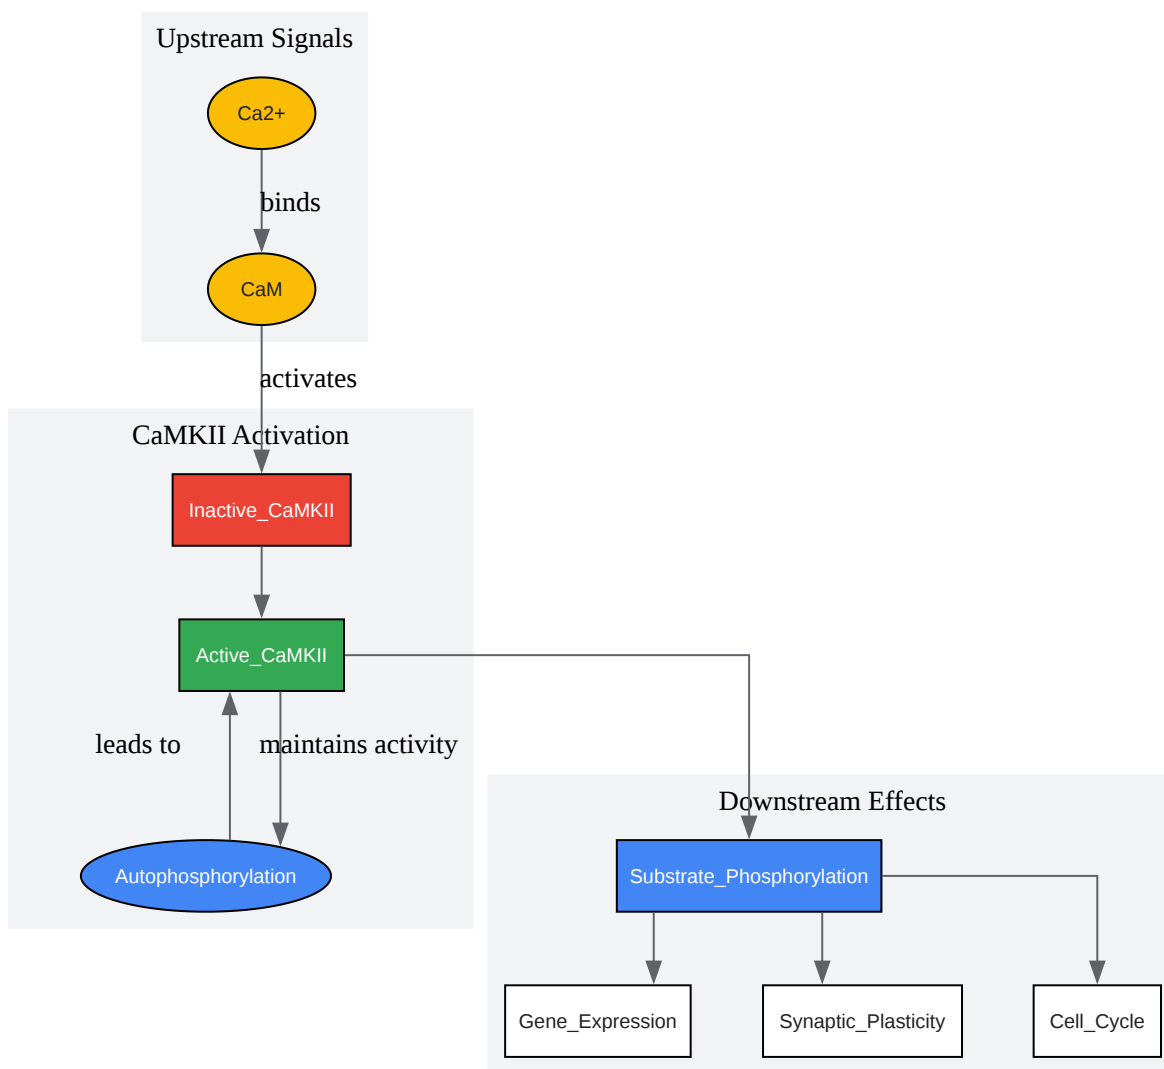 Upstream Signals
Ca2+
binds
CaM
activates
CaMKII Activation
Inactive_CaMKII
Active_CaMKII
leads to
maintains activity
Autophosphorylation
Downstream Effects
Substrate_Phosphorylation
Gene_Expression
Synaptic_Plasticity
Cell_Cycle